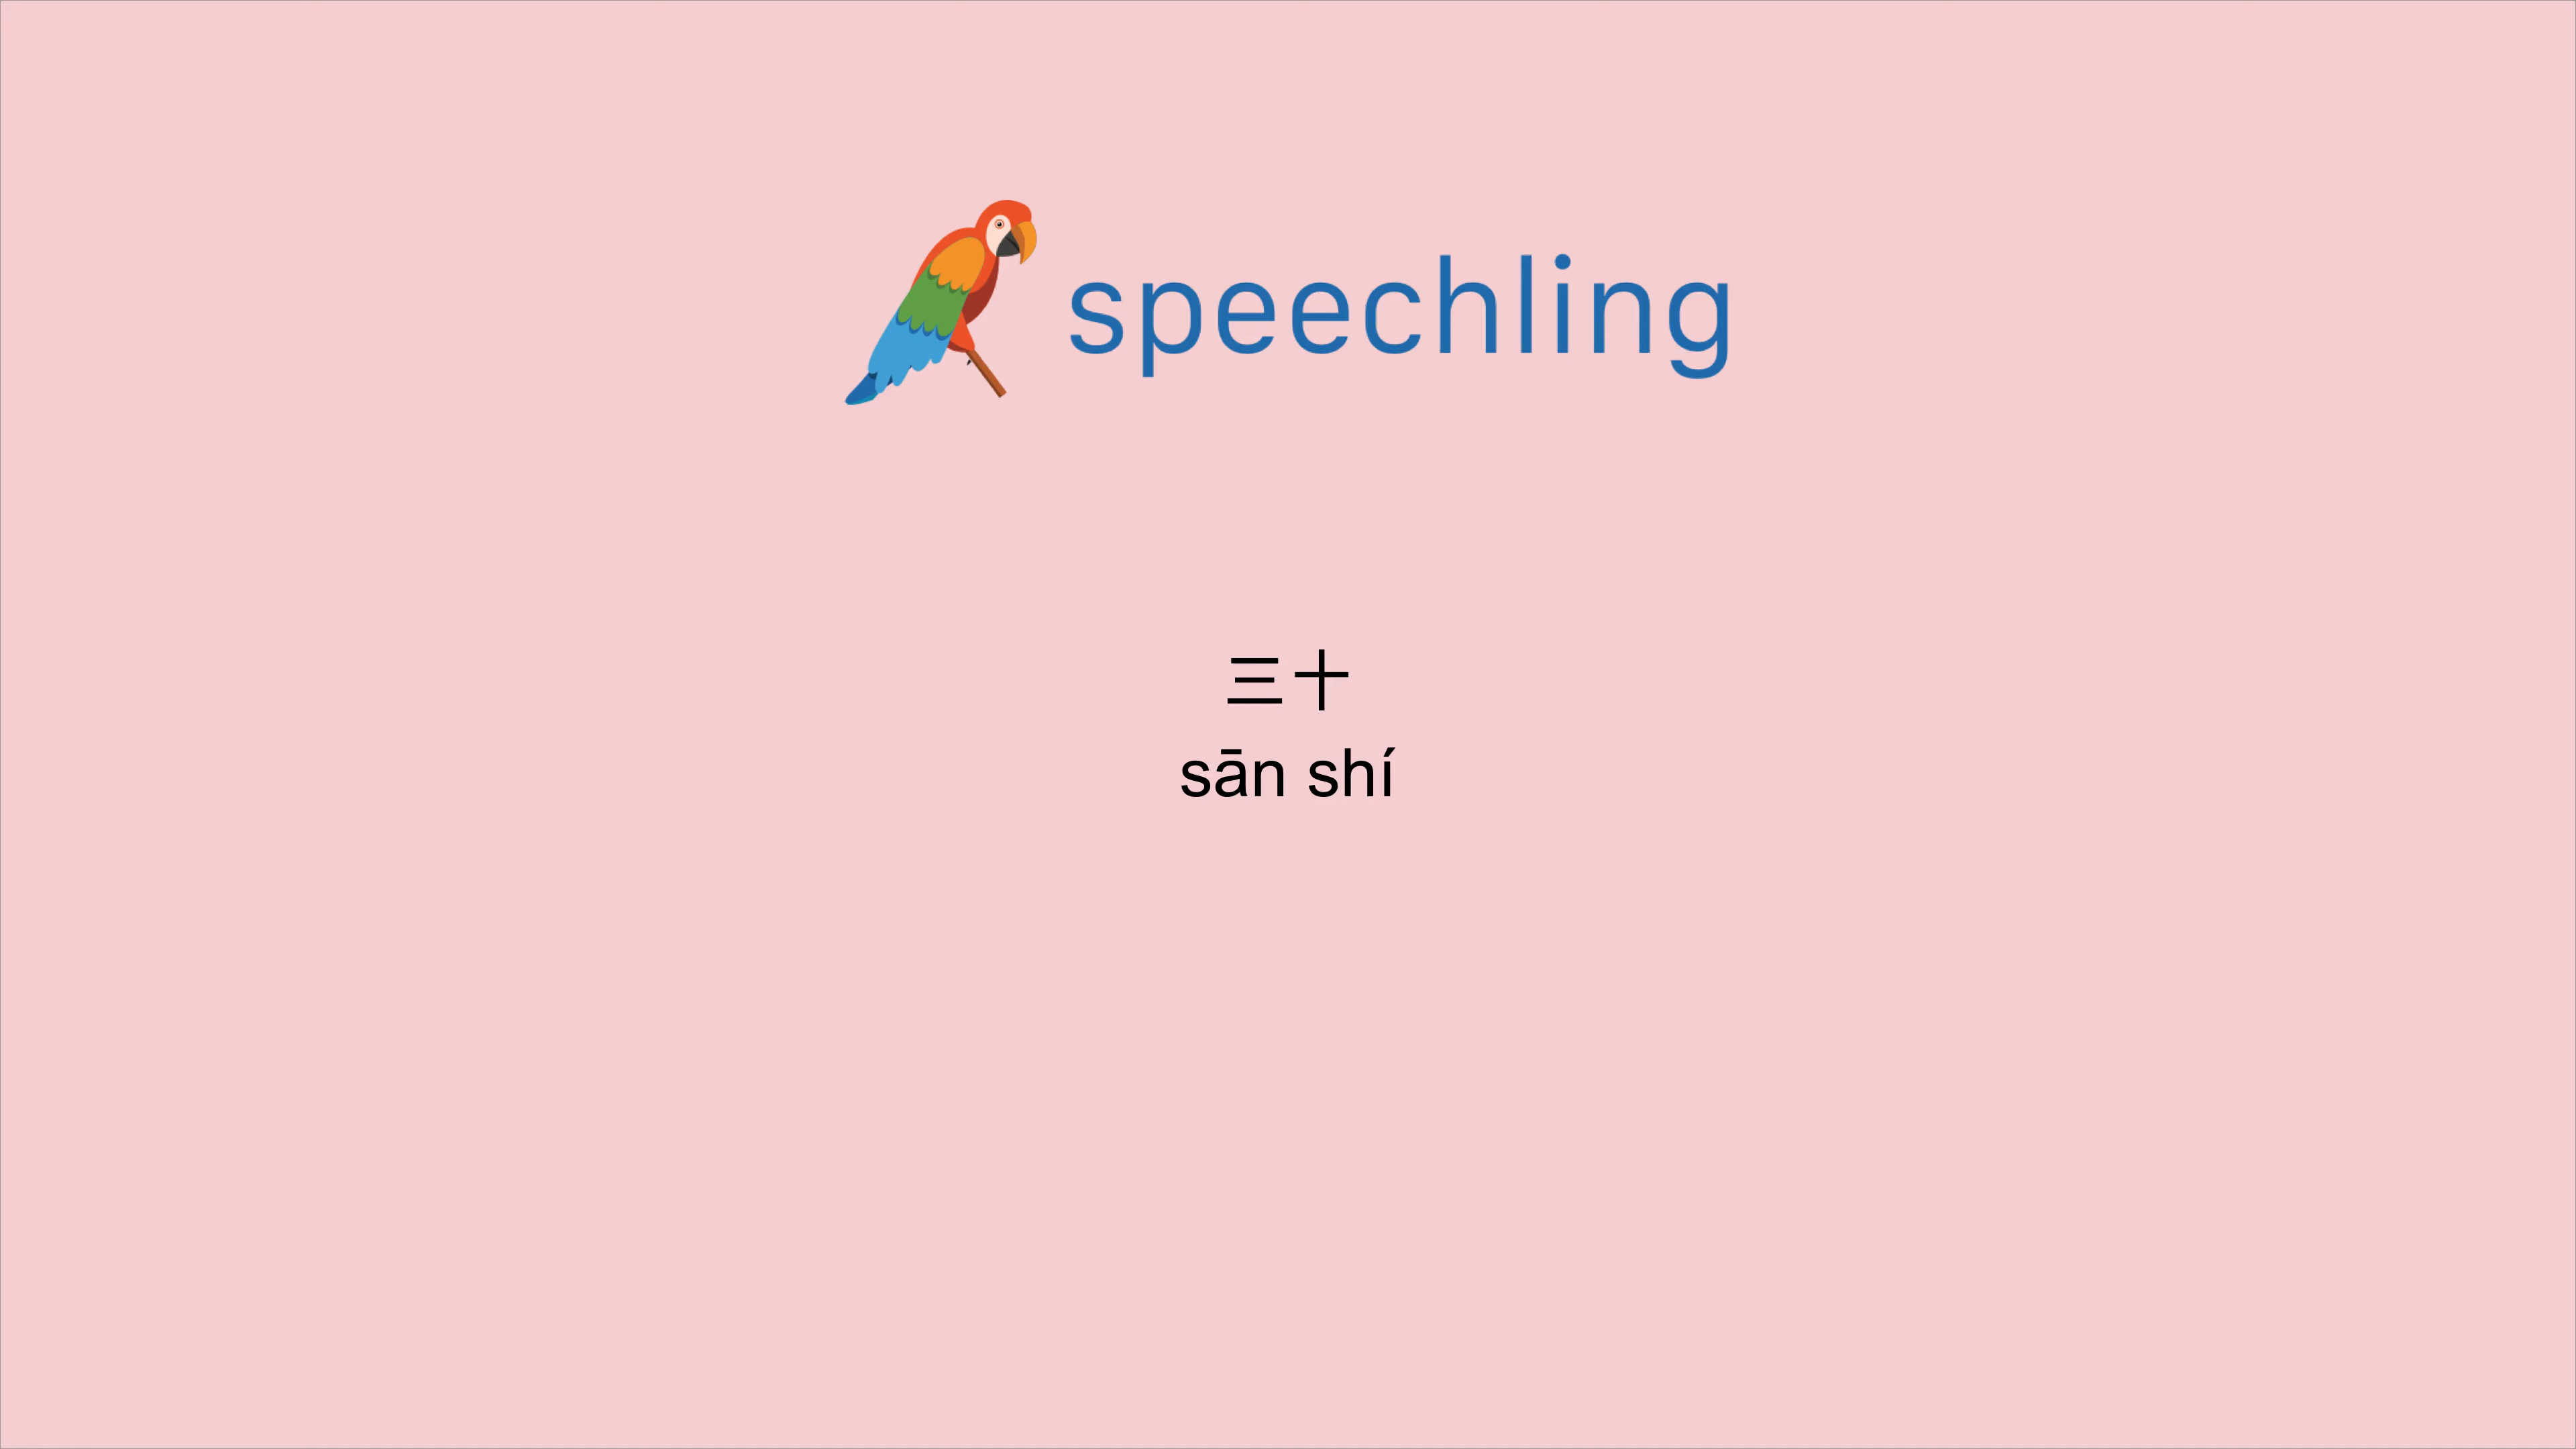 speechling
三十
sān shí